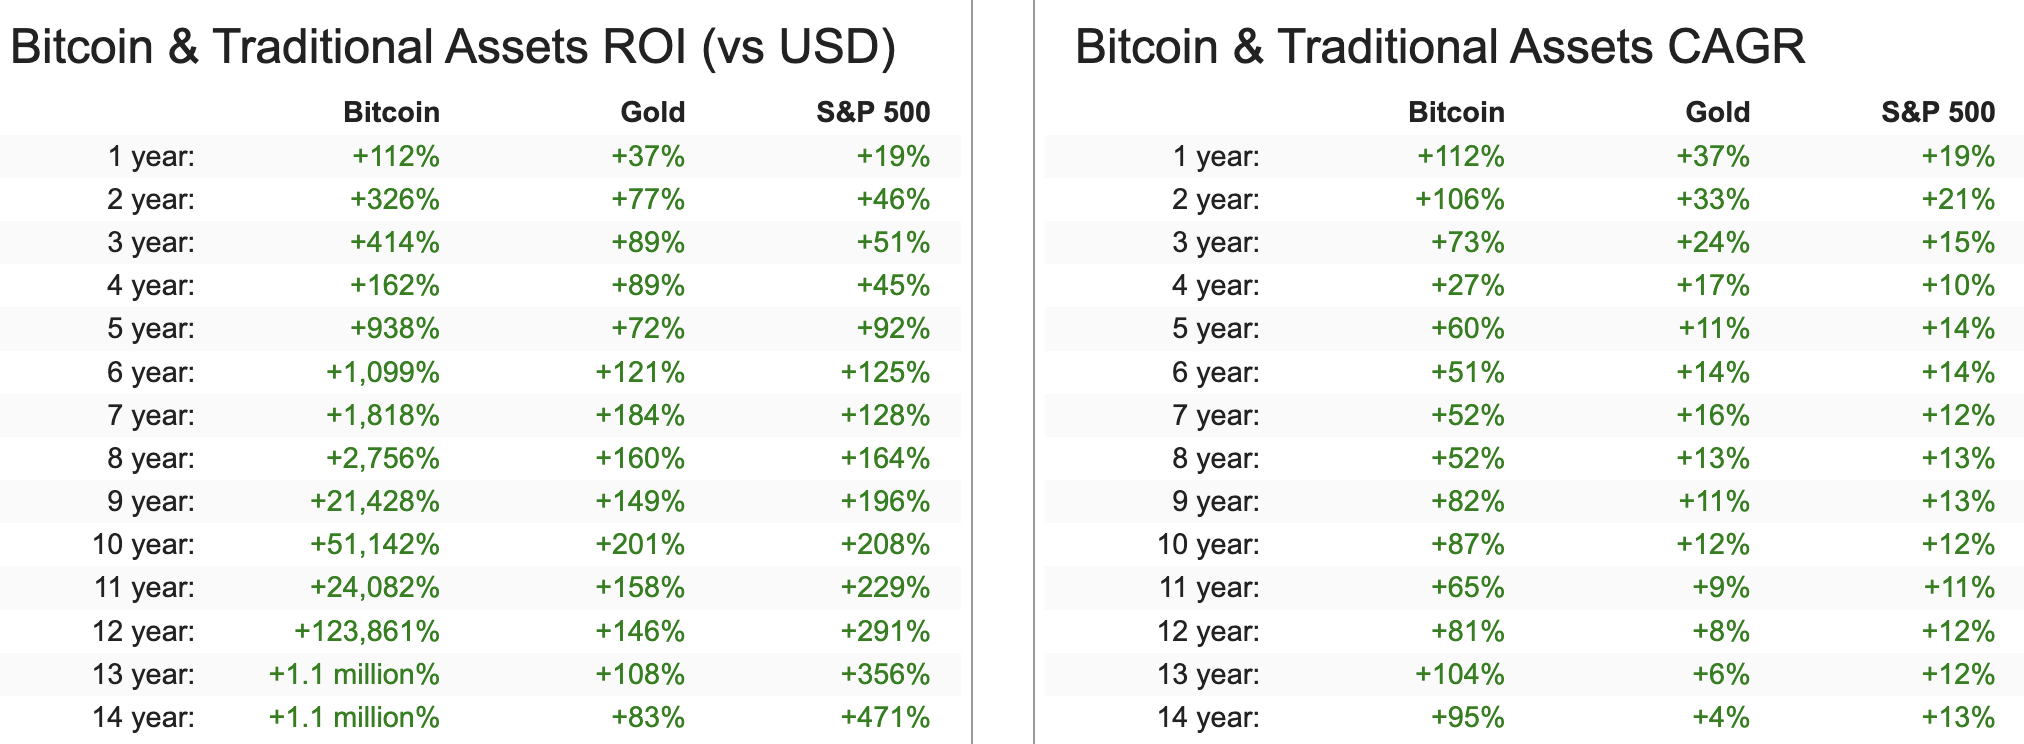 Bitcoin & Traditional Assets ROI (vs USD)
Bitcoin Gold S&P 500
1 year: +112% +37% +19%
2 year: +326% +77% +46%
3 year: +414% +89% +51%
4 year: +162% +89% +45%
5 year: +938% +72% +92%
6 year: +1,099% +121% +125%
7 year: +1,818% +184% +128%
8 year: +2,756% +160% +164%
9 year: +21,428% +149% +196%
10 year: +51,142% +201% +208%
11 year: +24,082% +158% +229%
12 year: +123,861% +146% +291%
13 year: +1.1 million% +108% +356%
14 year: +1.1 million% +83% +471%
Bitcoin & Traditional Assets CAGR
Bitcoin Gold S&P 500
1 year: +112% +37% +19%
2 year: +106% +33% +21%
3 year: +73% +24% +15%
4 year: +27% +17% +10%
5 year: +60% +11% +14%
6 year: +51% +14% +14%
7 year: +52% +16% +12%
8 year: +52% +13% +13%
9 year: +82% +11% +13%
10 year: +87% +12% +12%
11 year: +65% +9% +11%
12 year: +81% +8% +12%
13 year: +104% +6% +12%
14 year: +95% +4% +13%